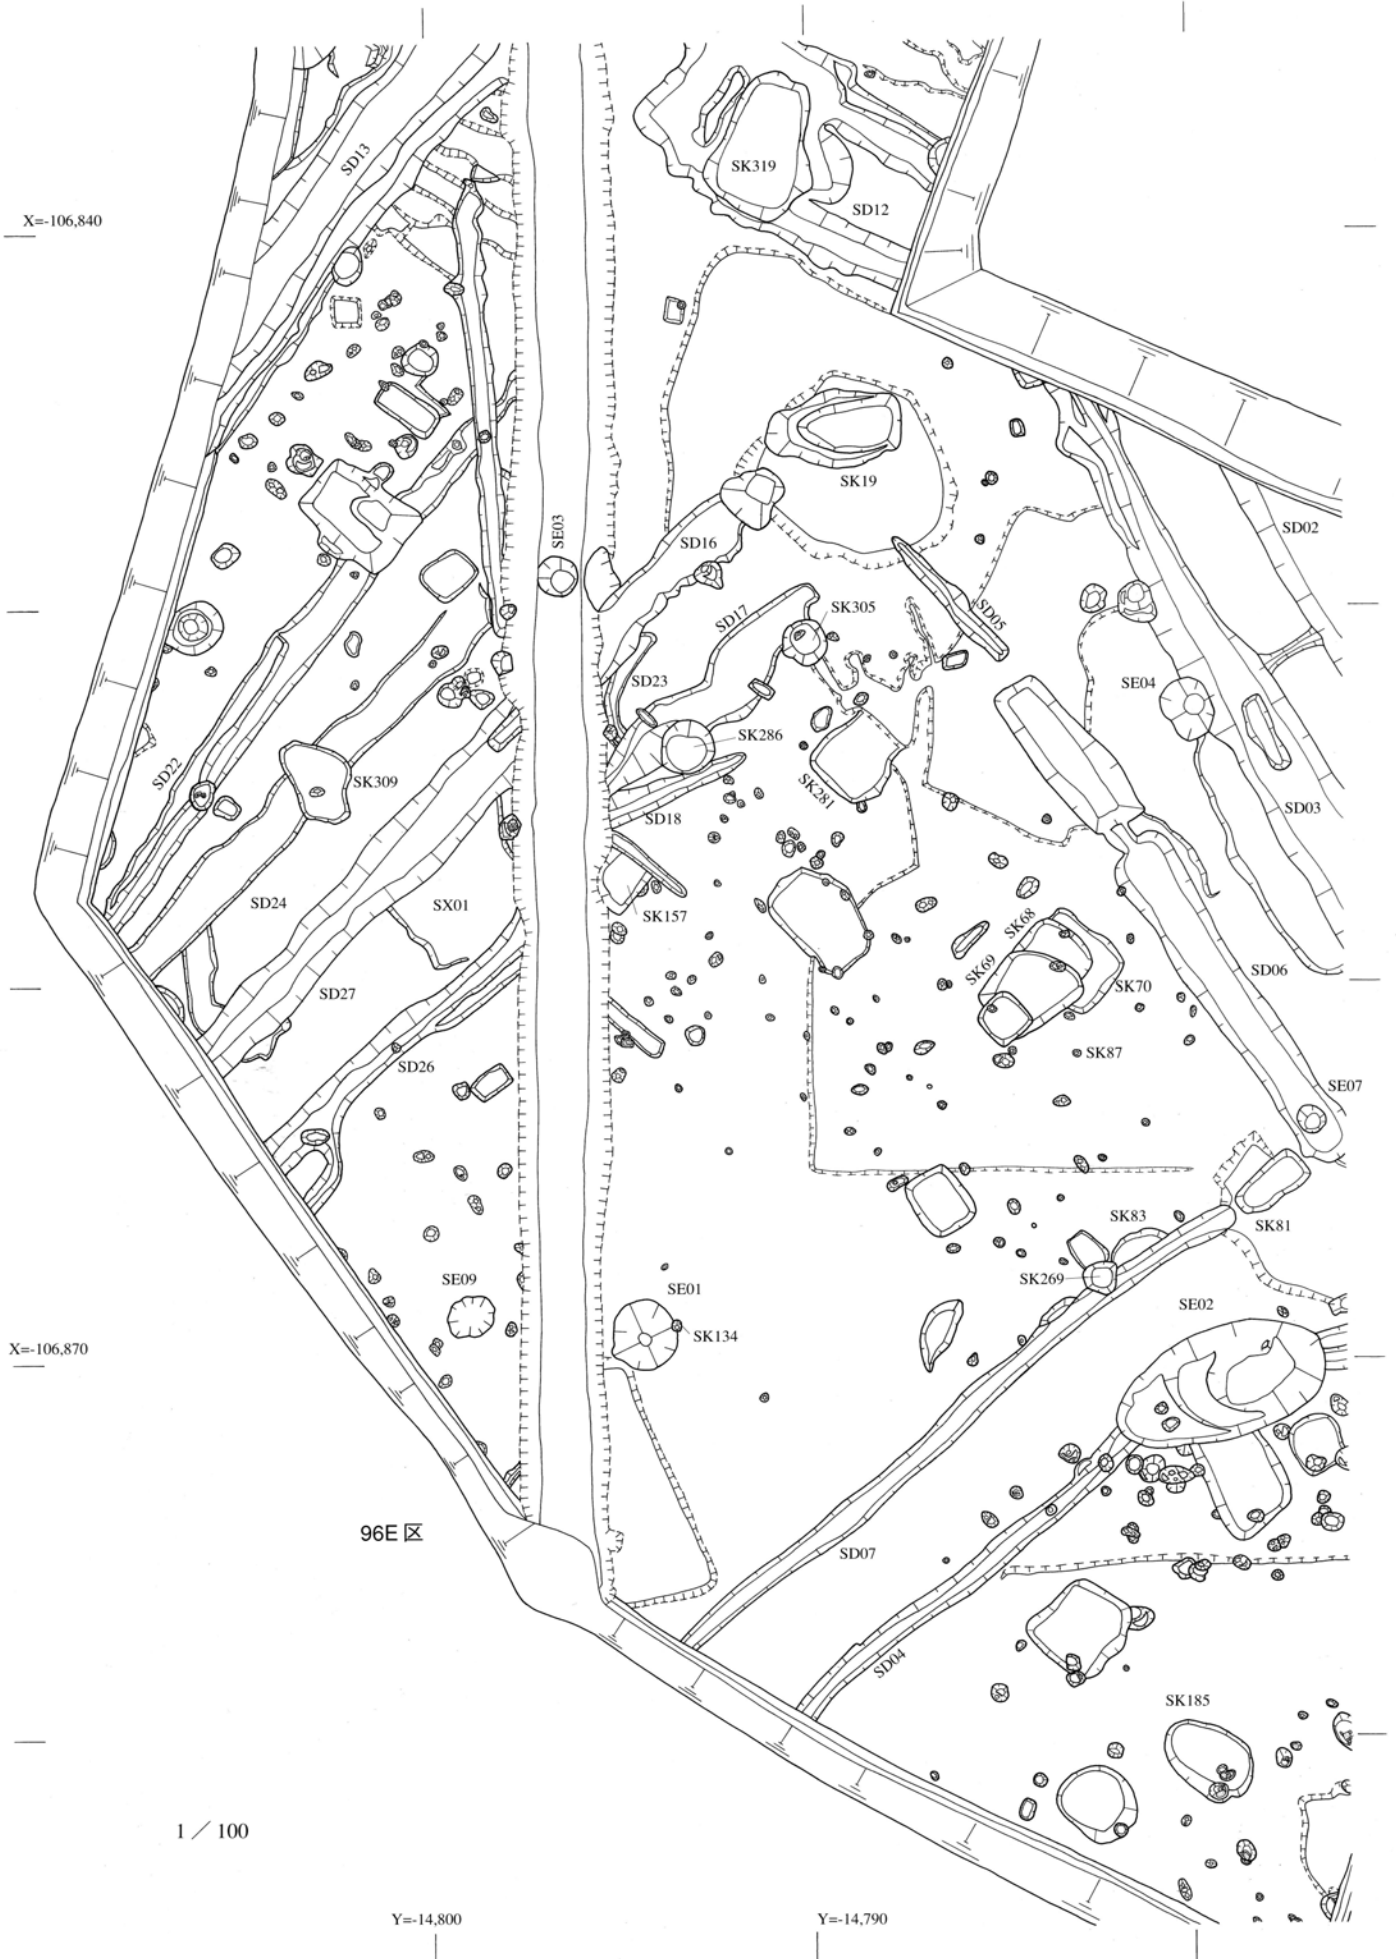 SD13
SK319
SD12
X=-106,840
SK19
SD02
SE03
SD16
SD05
SD17
SK305
SD23
SE04
SK286
SK281
SD22
SK309
SD03
SD18
SK157
SD24
SX01
SK68
SK69
SK70
SD06
SD27
SD26
SK87
SE07
SK83
SK81
SK269
SE09
SE01
SE02
SK134
X=-106,870
96E区
SD07
SD04
SK185
1 ／ 100
Y=-14,800
Y=-14,790